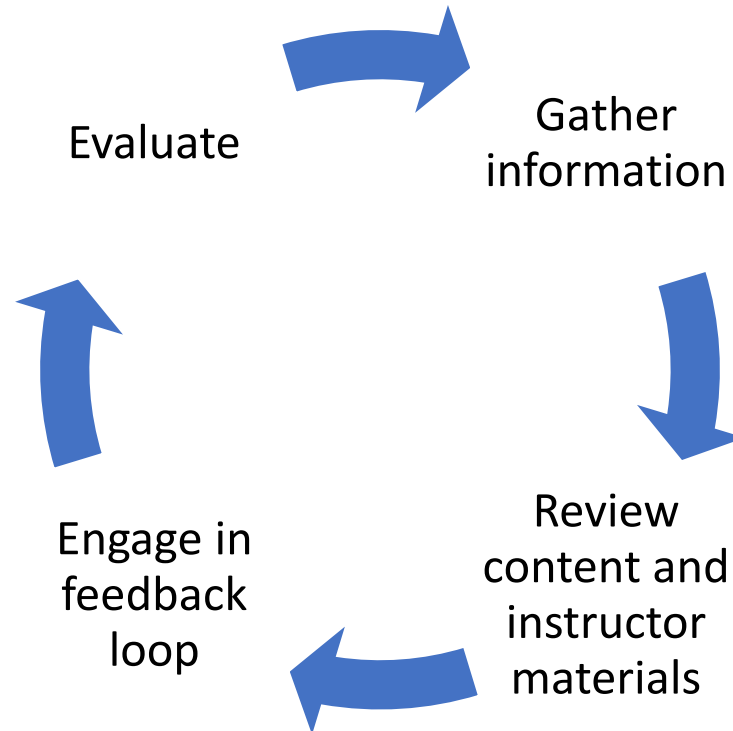 Evaluate
Gather
information
Review
content and
instructor
materials
Engage in
feedback
loop